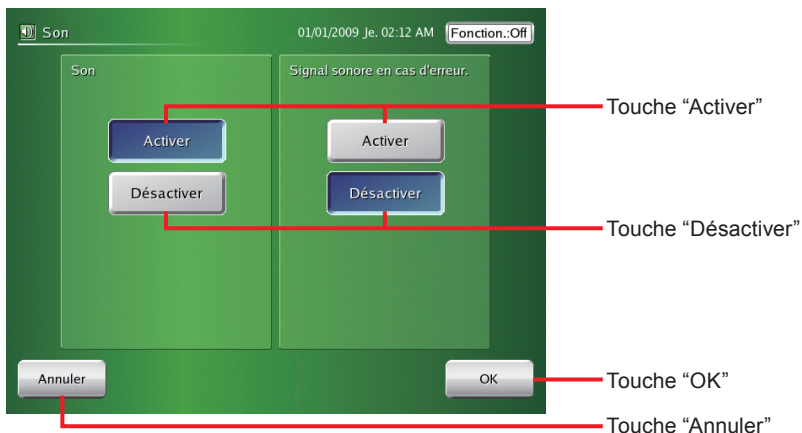 Son 01/01/2009 Je. 02:12 AM Fonction.:Off
Son
Signal sonore en cas d'erreur.
Activer
Activer
Désactiver
Désactiver
Annuler
OK
Touche “Activer”
Touche “Désactiver”
Touche “OK”
Touche “Annuler”